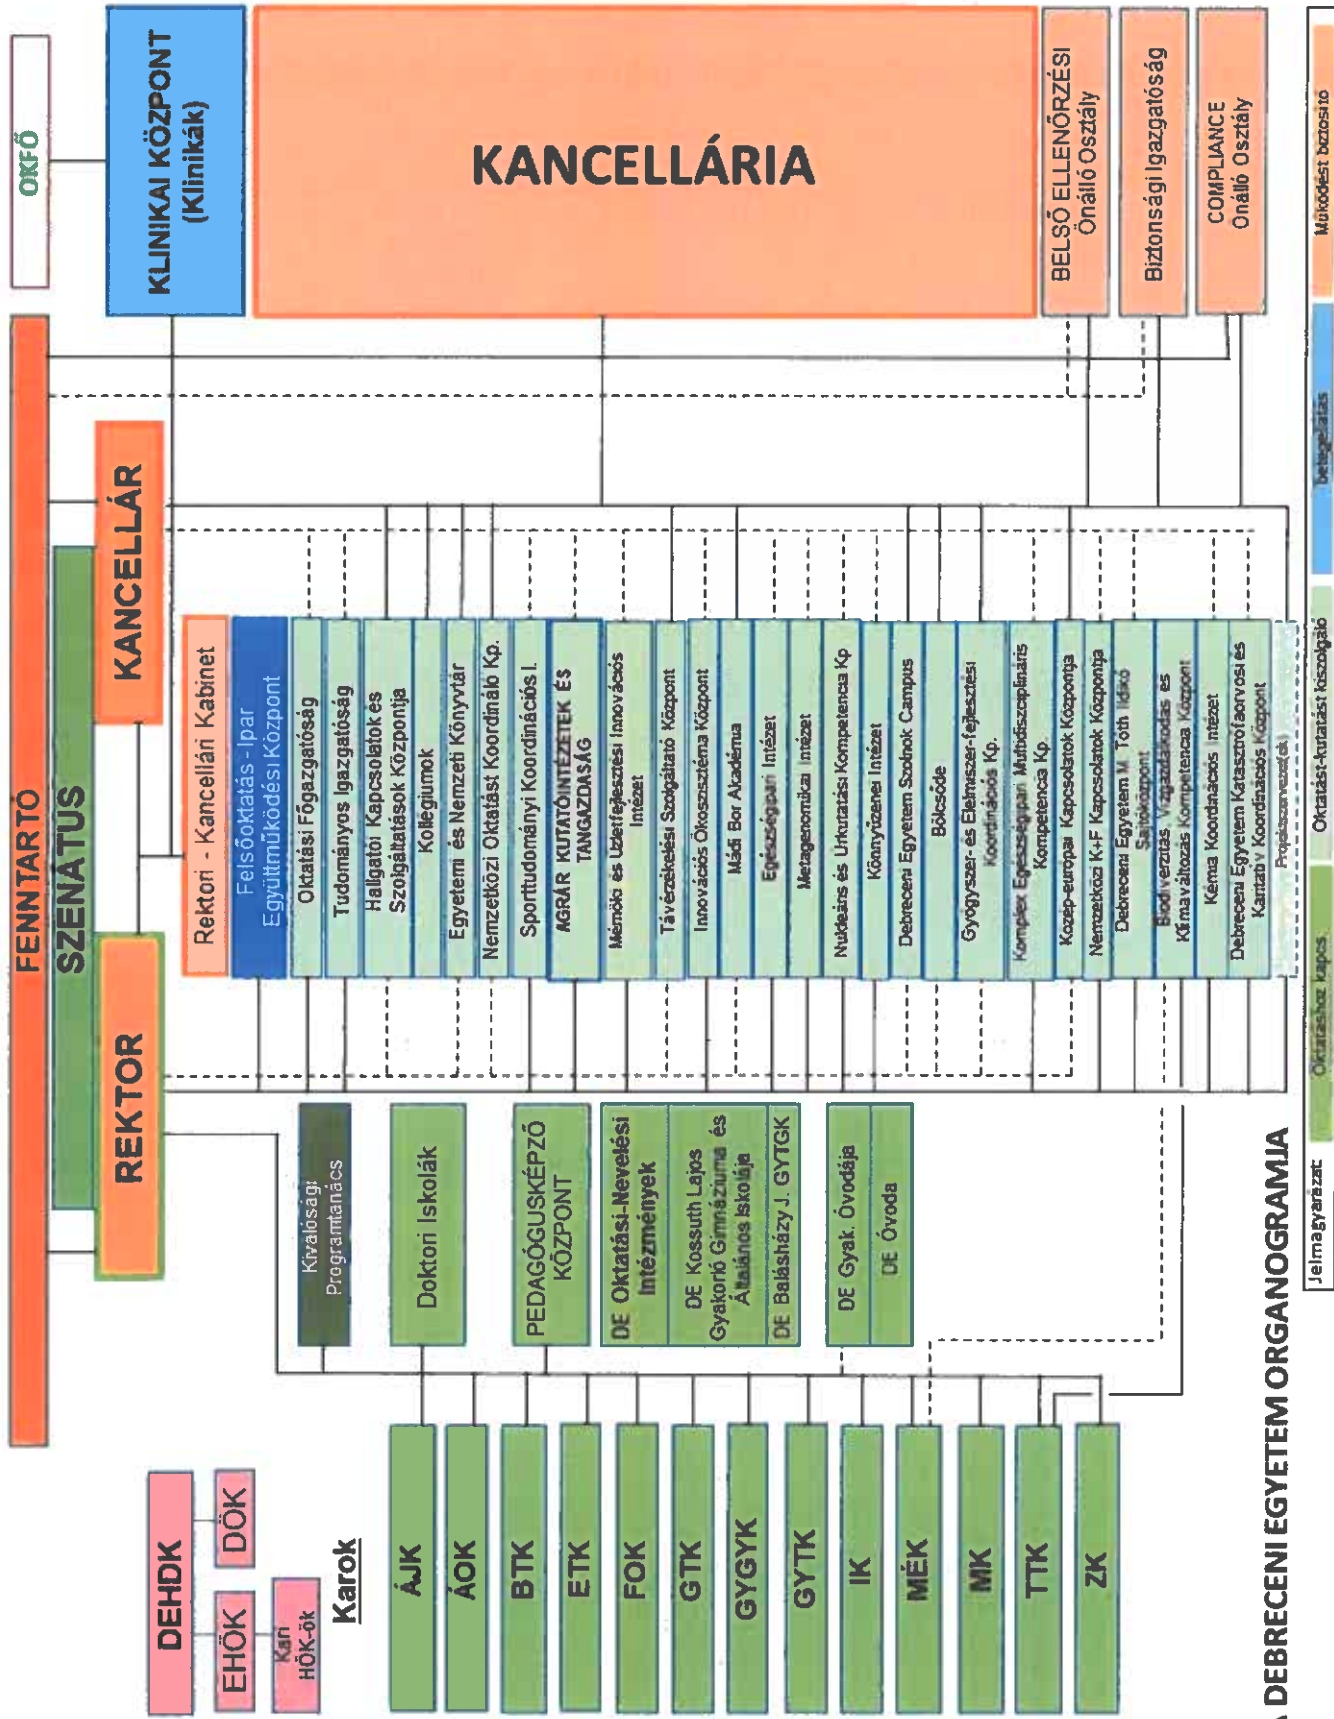 OKFŐ
FENNTARTÓ
SZENÁTUS
REKTOR
KANCELLÁR
KLINIKAI KÖZPONT
(Klinikák)
KANCELLÁRIA
BELSŐ ELLENŐRZÉSI
Önálló Osztály
Biztonsági Igazgatóság
COMPLIANCE
Önálló Osztály
Rektori - Kancellári Kabinet
Felsőoktatás - Ipar
Együttműködési Központ
Oktatási Főigazgatóság
Tudományos Igazgatóság
Hallgatói Kapcsolatok és
Szolgáltatások Központja
Kollégiumok
Egyetemi és Nemzeti Könyvtár
Nemzetközi Oktatást Koordináló Kp.
Sporttudományi Koordinációs I.
AGRÁR KUTATÓINTÉZETEK ÉS
TANGAZDASÁG
Mérnöki és Üzletfejlesztési Innovációs
Intézet
Távérzékelési Szolgáltató Központ
Innovációs Ökoszisztéma Központ
Mádi Bor Akadémia
Egészségipari Intézet
Metagenomikai Intézet
Nukleáris és Űrkutatási Kompetencia Kp
Könnyűzenei Intézet
Debreceni Egyetem Szolnok Campus
Bölcsőde
Gyógyszer- és Élelmiszer-fejlesztési
Koordinációs Kp.
Komplex Egészségipari Multidiszciplináris
Kompetencia Kp.
Közép-európai Kapcsolatok Központja
Nemzetközi K+F Kapcsolatok Központja
Debreceni Egyetem M. Tóth Ildikó
Sajtóközpont
Biodiverzitás Vízgazdálkodás és
Klímaváltozás Kompetencia Központ
Kémia Koordinációs Intézet
Debreceni Egyetem Katasztrófaorvosi és
Karitatív Koordinációs Központ
Kiválósági
Programtanács
Doktori Iskolák
PEDAGÓGUSKÉPZŐ
KÖZPONT
DE Oktatási-Nevelési
Intézmények
DE Kossuth Lajos
Gyakorló Gimnáziuma és
Általános Iskolája
DE Balásházy J. GYTGK
DE Gyak. Óvodája
DE Óvoda
DEHDK
EHÖK
DÖK
Kari
HÖK-ök
Karok
ÁJK
ÁOK
BTK
ETK
FOK
GTK
GYGYK
GYTK
IK
MÉK
MK
TTK
ZK
A DEBRECENI EGYETEM ORGANOGRAMJA
Jelmagyarázat:
Oktatáshoz kapcs.
Oktatást-kutatást kiszolgáló
betegellátás
Működést biztosító